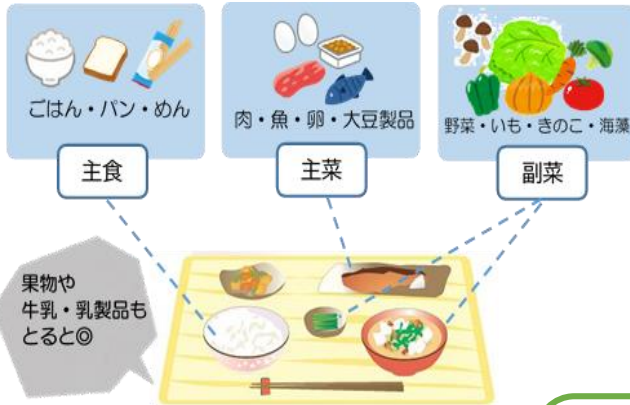 ごはん・パン・めん
肉・魚・卵・大豆製品
野菜・いも・きのこ・海藻
主食
主菜
副菜
果物や
牛乳・乳製品も
とると◎